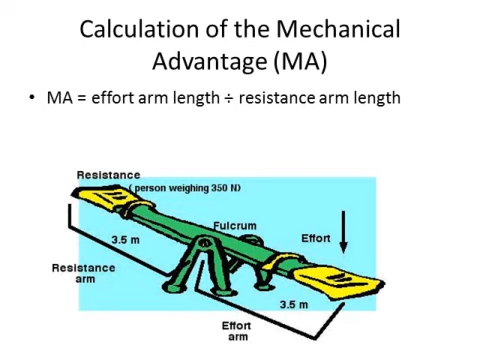 Calculation of the Mechanical
Advantage (MA)
• MA = effort arm length ÷ resistance arm length
Resistance
( person weighing 350 N)
Fulcrum
3.5 m
Effort
Resistance
arm
3.5 m
Effort
arm